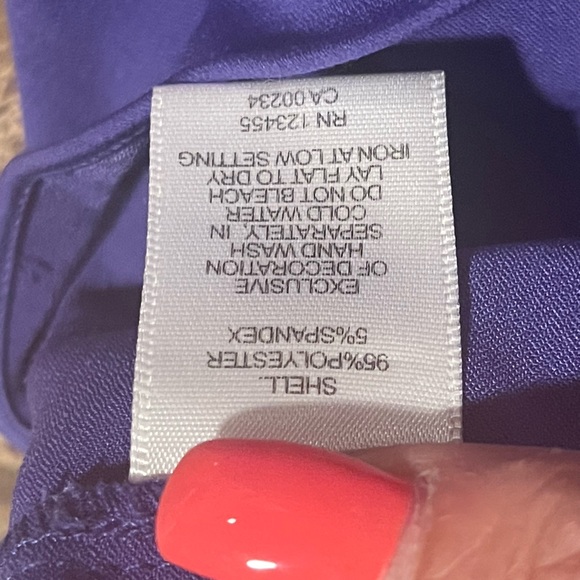 SHELL:
95%POLYESTER
5%SPANDEX
EXCLUSIVE
OF DECORATION
HAND WASH
SEPARATELY, IN
COLD WATER
DO NOT BLEACH
LAY FLAT TO DRY
IRON AT LOW SETTING
RN 123455
CA 00234